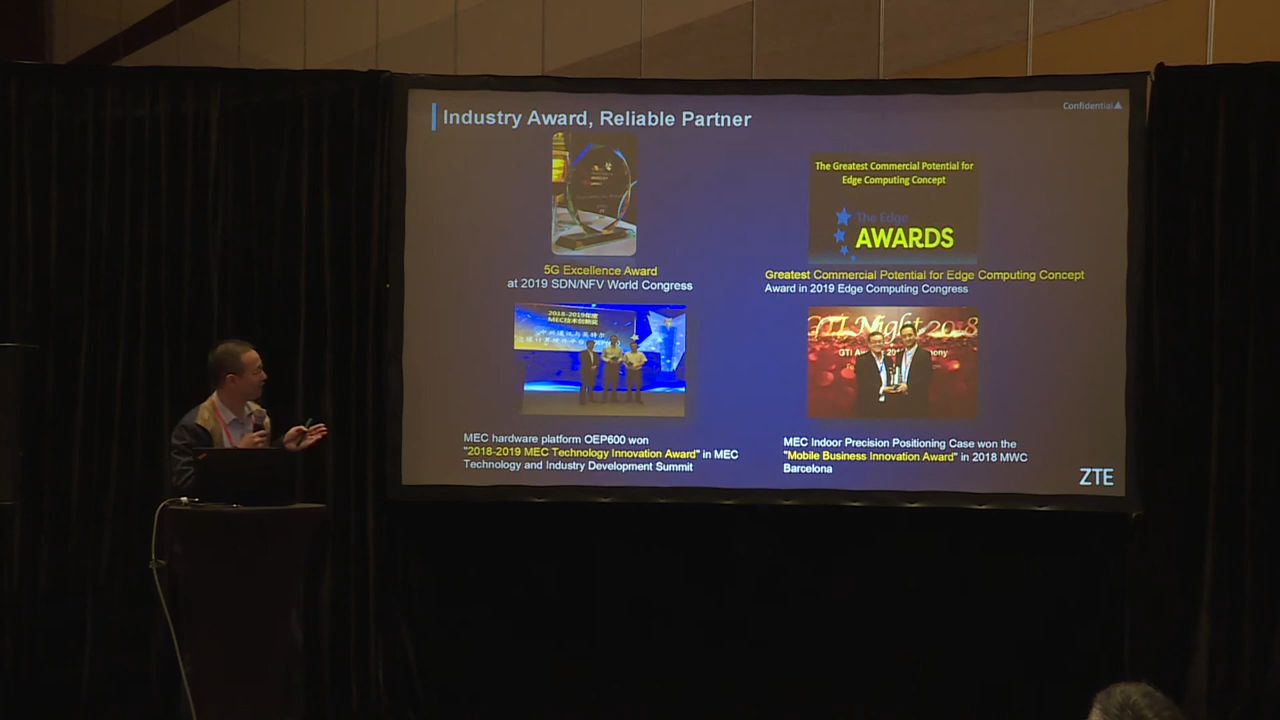 Industry Award, Reliable Partner
Confidential
The Greatest Commercial Potential for
Edge Computing Concept
The Edge
AWARDS
5G Excellence Award
at 2019 SDN/NFV World Congress
Greatest Commercial Potential for Edge Computing Concept
Award in 2019 Edge Computing Congress
2018-2019年度
MEC技术创新奖
GTI Night 2018
MEC hardware platform OEP600 won
"2018-2019 MEC Technology Innovation Award" in MEC
Technology and Industry Development Summit
MEC Indoor Precision Positioning Case won the
"Mobile Business Innovation Award" in 2018 MWC
Barcelona
ZTE